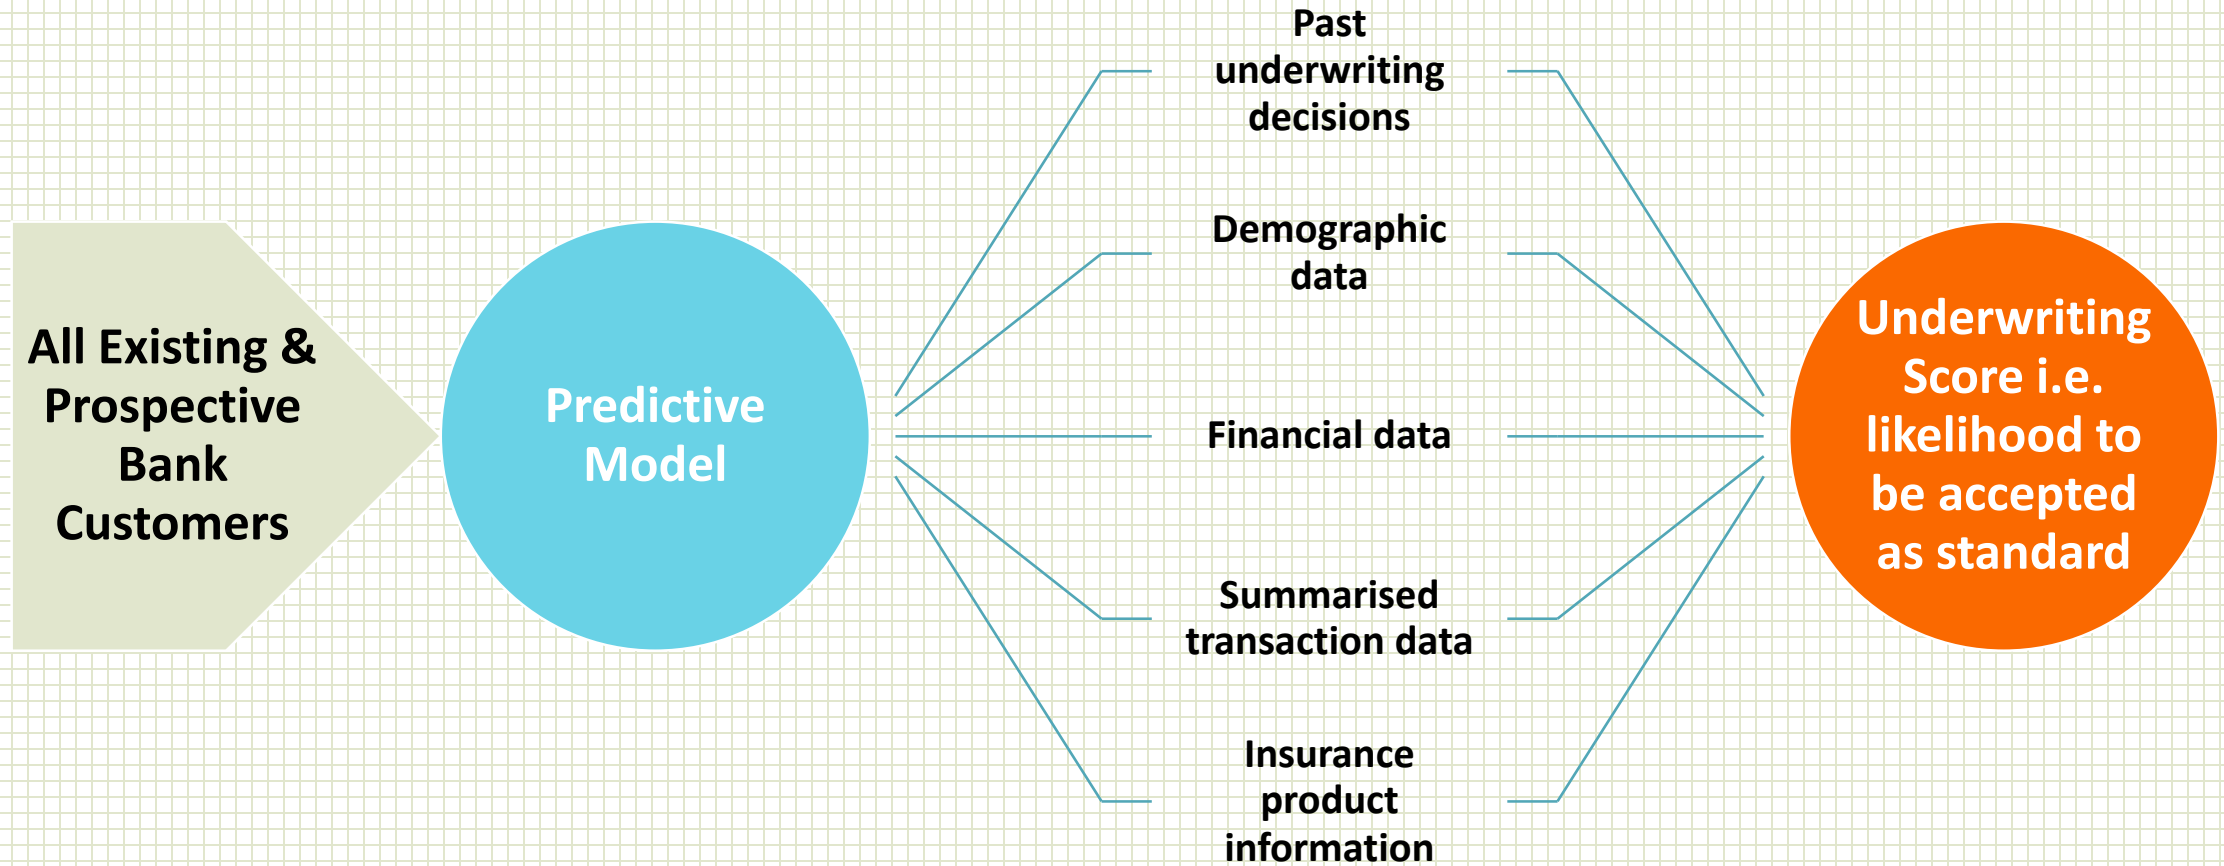 All Existing &
Prospective
Bank
Customers
Predictive
Model
Past
underwriting
decisions
Demographic
data
Financial data
Summarised
transaction data
Insurance
product
information
Underwriting
Score i.e.
likelihood to
be accepted
as standard